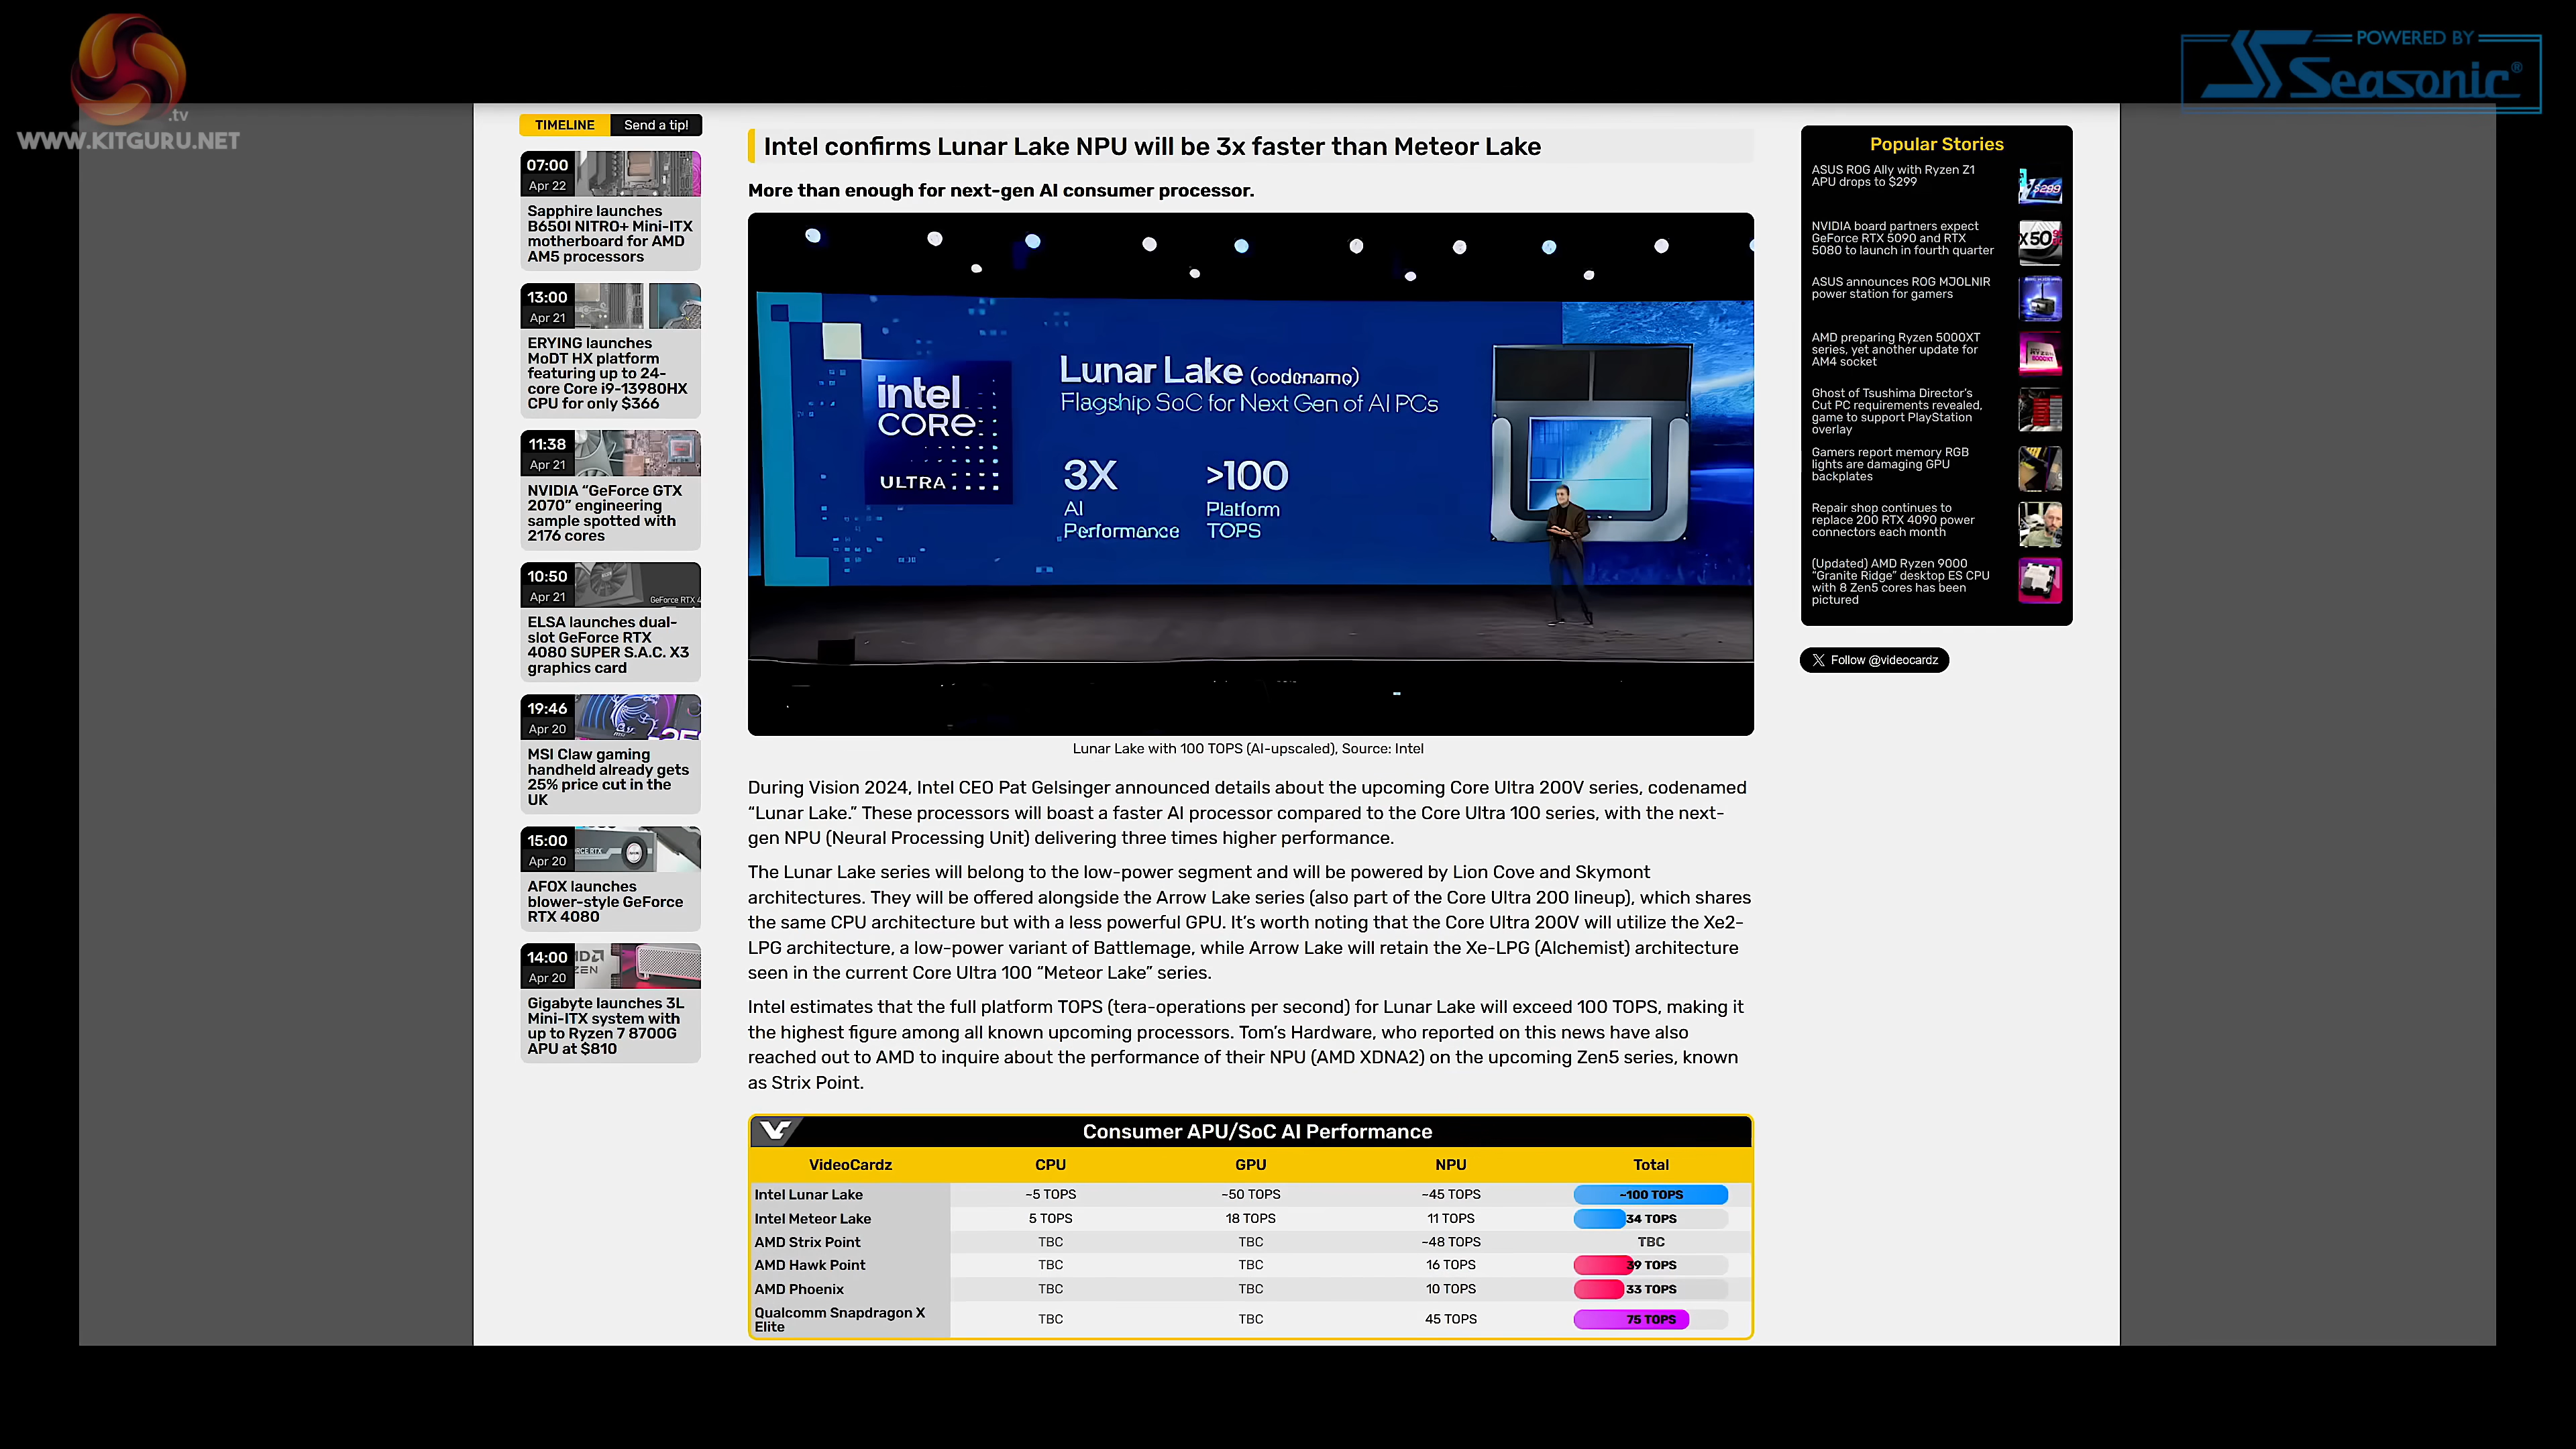 .tv
WWW.KITGURU.NET
POWERED BY
Seasonic®
TIMELINE
Send a tip!
07:00
Apr 22
Sapphire launches
B650I NITRO+ Mini-ITX
motherboard for AMD
AM5 processors
13:00
Apr 21
ERYING launches
MoDT HX platform
featuring up to 24-
core Core i9-13980HX
CPU for only $366
11:38
Apr 21
NVIDIA “GeForce GTX
2070” engineering
sample spotted with
2176 cores
10:50
Apr 21
GeForce RTX 4
ELSA launches dual-
slot GeForce RTX
4080 SUPER S.A.C. X3
graphics card
19:46
Apr 20
MSI Claw gaming
handheld already gets
25% price cut in the
UK
15:00
Apr 20
AFOX launches
blower-style GeForce
RTX 4080
14:00
Apr 20
Gigabyte launches 3L
Mini-ITX system with
up to Ryzen 7 8700G
APU at $810
Intel confirms Lunar Lake NPU will be 3x faster than Meteor Lake
More than enough for next-gen AI consumer processor.
intel
CORE
ULTRA
Lunar Lake (codename)
Flagship SoC for Next Gen of AI PCs
3X
AI
Performance
>100
Platform
TOPS
Lunar Lake with 100 TOPS (AI-upscaled), Source: Intel
During Vision 2024, Intel CEO Pat Gelsinger announced details about the upcoming Core Ultra 200V series, codenamed
“Lunar Lake.” These processors will boast a faster AI processor compared to the Core Ultra 100 series, with the next-
gen NPU (Neural Processing Unit) delivering three times higher performance.
The Lunar Lake series will belong to the low-power segment and will be powered by Lion Cove and Skymont
architectures. They will be offered alongside the Arrow Lake series (also part of the Core Ultra 200 lineup), which shares
the same CPU architecture but with a less powerful GPU. It’s worth noting that the Core Ultra 200V will utilize the Xe2-
LPG architecture, a low-power variant of Battlemage, while Arrow Lake will retain the Xe-LPG (Alchemist) architecture
seen in the current Core Ultra 100 “Meteor Lake” series.
Intel estimates that the full platform TOPS (tera-operations per second) for Lunar Lake will exceed 100 TOPS, making it
the highest figure among all known upcoming processors. Tom’s Hardware, who reported on this news have also
reached out to AMD to inquire about the performance of their NPU (AMD XDNA2) on the upcoming Zen5 series, known
as Strix Point.
Consumer APU/SoC AI Performance
VideoCardz CPU GPU NPU Total
Intel Lunar Lake ~5 TOPS ~50 TOPS ~45 TOPS ~100 TOPS
Intel Meteor Lake 5 TOPS 18 TOPS 11 TOPS 34 TOPS
AMD Strix Point TBC TBC ~48 TOPS TBC
AMD Hawk Point TBC TBC 16 TOPS 39 TOPS
AMD Phoenix TBC TBC 10 TOPS 33 TOPS
Qualcomm Snapdragon X
Elite TBC TBC 45 TOPS 75 TOPS
Popular Stories
ASUS ROG Ally with Ryzen Z1
APU drops to $299
NVIDIA board partners expect
GeForce RTX 5090 and RTX
5080 to launch in fourth quarter
ASUS announces ROG MJOLNIR
power station for gamers
AMD preparing Ryzen 5000XT
series, yet another update for
AM4 socket
Ghost of Tsushima Director’s
Cut PC requirements revealed,
game to support PlayStation
overlay
Gamers report memory RGB
lights are damaging GPU
backplates
Repair shop continues to
replace 200 RTX 4090 power
connectors each month
(Updated) AMD Ryzen 9000
“Granite Ridge” desktop ES CPU
with 8 Zen5 cores has been
pictured
Follow @videocardz